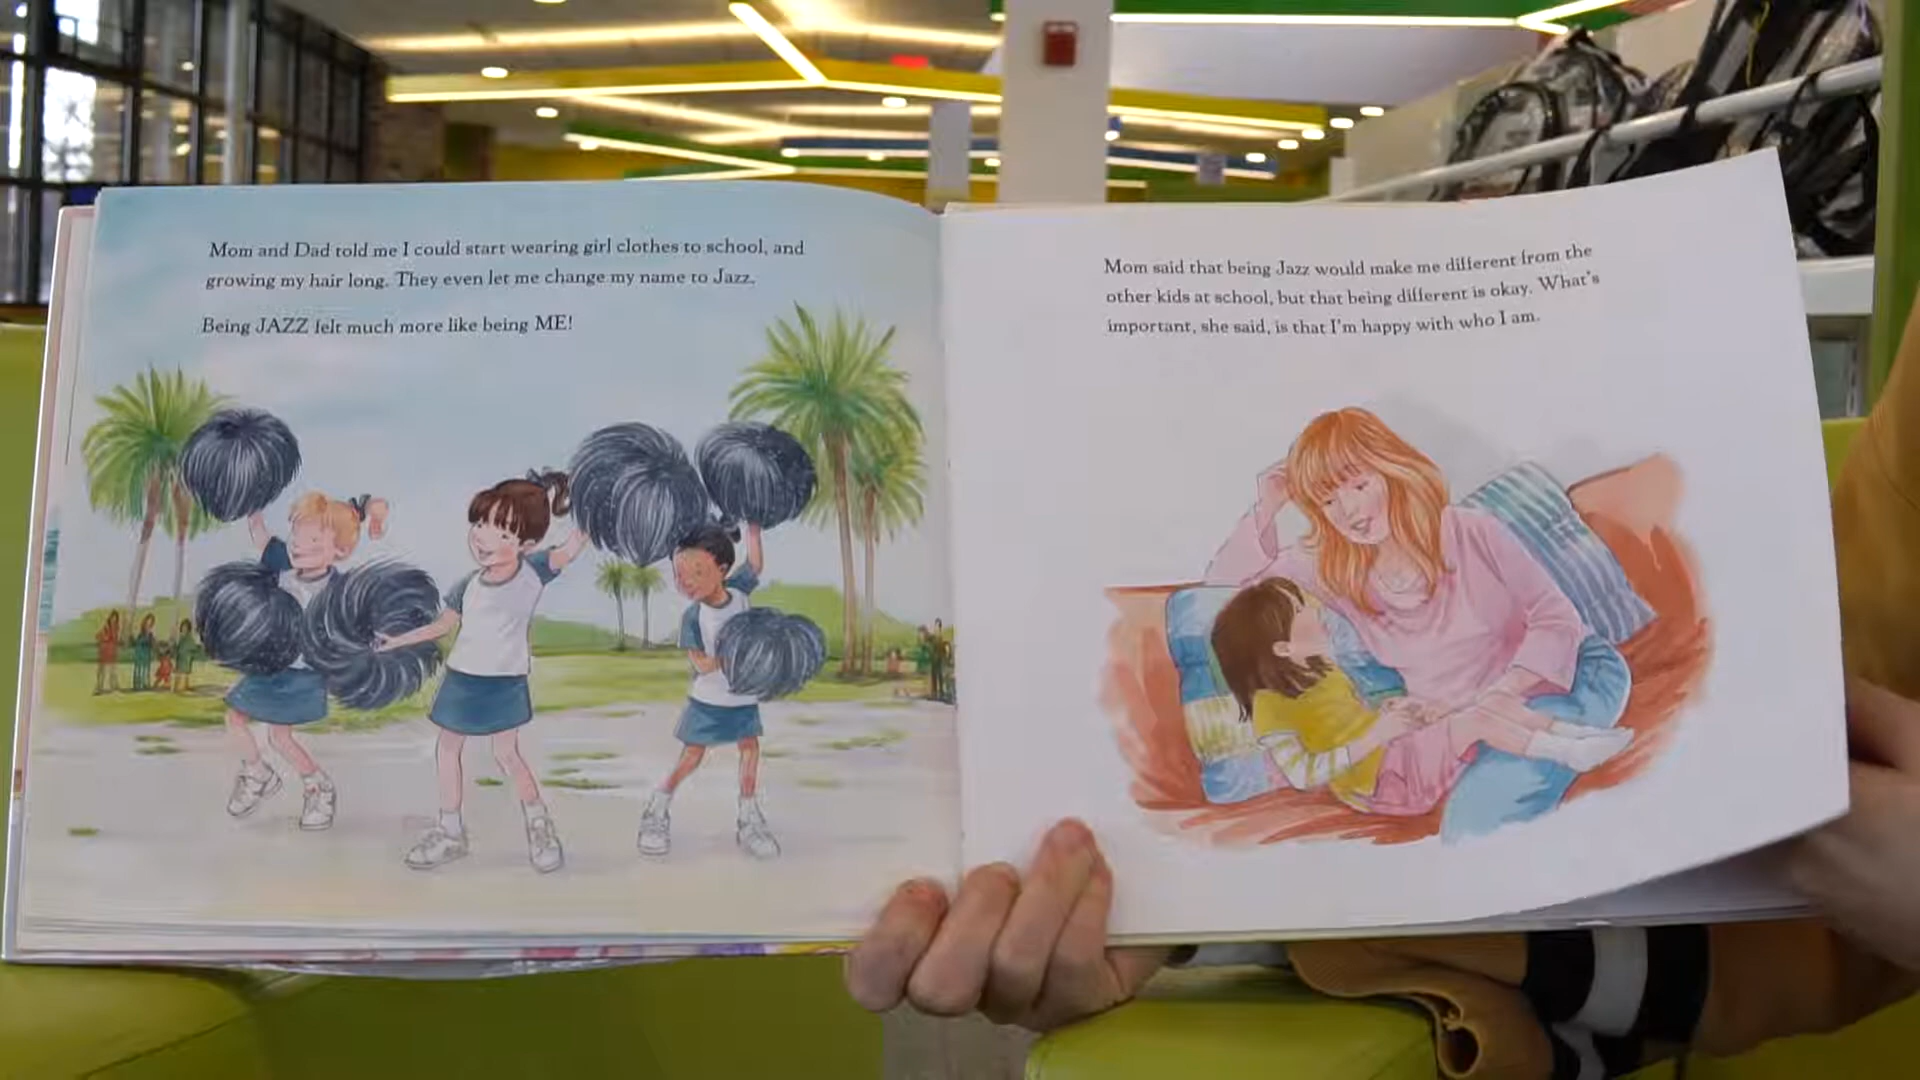 Mom and Dad told me I could start wearing girl clothes to school, and
growing my hair long. They even let me change my name to Jazz.
Being JAZZ felt much more like being ME!
Mom said that being Jazz would make me different from the
other kids at school, but that being different is okay. What's
important, she said, is that I'm happy with who I am.